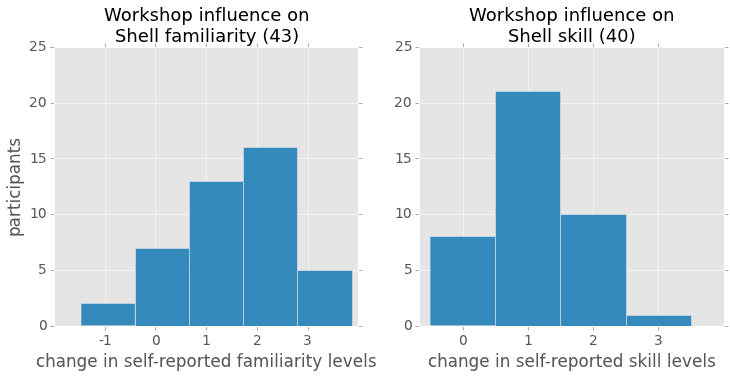 Workshop influence on
Shell familiarity (43)
25
20
15
10
5
0
participants
-1 0 1 2 3
change in self-reported familiarity levels
Workshop influence on
Shell skill (40)
25
20
15
10
5
0
0 1 2 3
change in self-reported skill levels